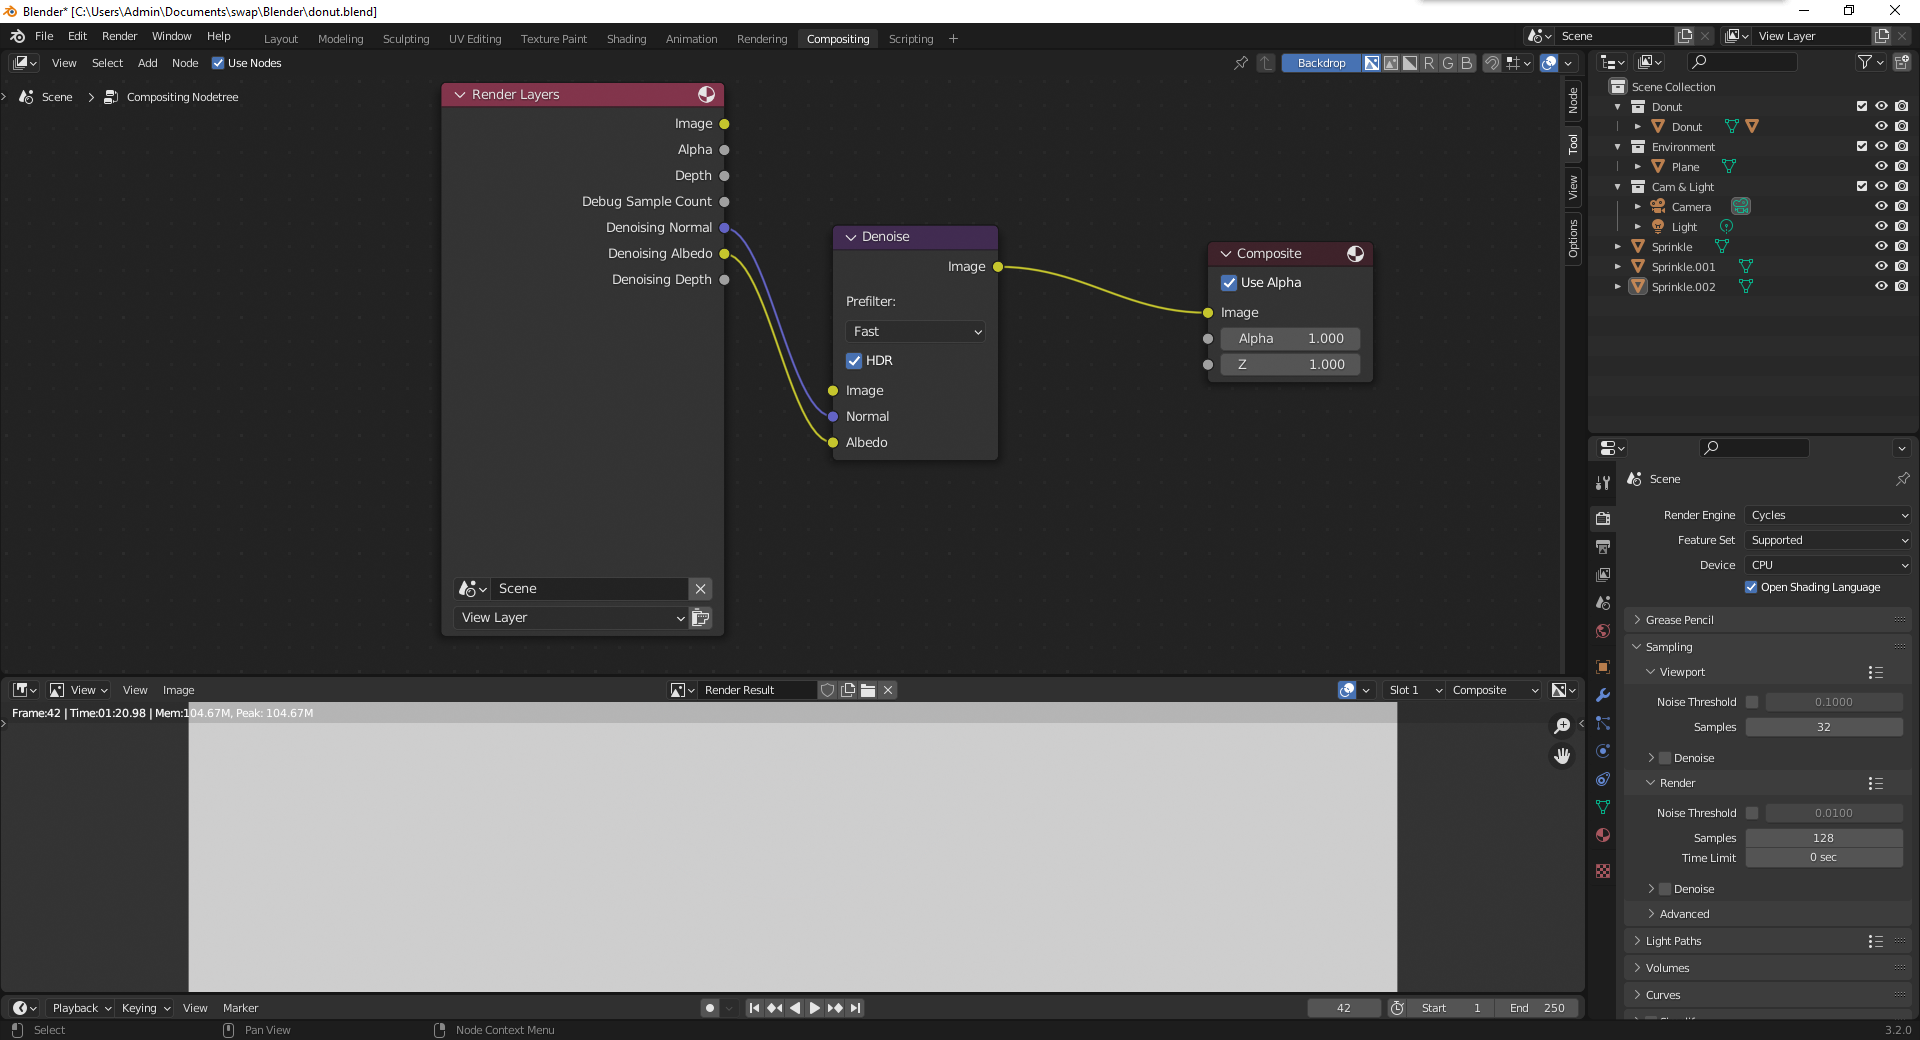 Blender* [C:\Users\Admin\Documents\swap\Blender\donut.blend]
File Edit Render Window Help Layout Modeling Sculpting UV Editing Texture Paint Shading Animation Rendering Compositing Scripting + Scene View Layer
View Select Add Node Use Nodes Backdrop R G B
Scene > Compositing Nodetree
Render Layers
Image
Alpha
Depth
Debug Sample Count
Denoising Normal
Denoising Albedo
Denoising Depth
Scene
View Layer
Denoise
Image
Prefilter:
Fast
HDR
Image
Normal
Albedo
Composite
Use Alpha
Image
Alpha 1.000
Z 1.000
Node
Tool
View
Options
Scene Collection
Donut
Donut
Environment
Plane
Cam & Light
Camera
Light
Sprinkle
Sprinkle.001
Sprinkle.002
Scene
Render Engine Cycles
Feature Set Supported
Device CPU
Open Shading Language
Grease Pencil
Sampling
Viewport
Noise Threshold 0.1000
Samples 32
Denoise
Render
Noise Threshold 0.0100
Samples 128
Time Limit 0 sec
Denoise
Advanced
Light Paths
Volumes
Curves
View View Image Render Result Slot 1 Composite
Frame:42 | Time:01:20.98 | Mem:104.67M, Peak: 104.67M
Playback Keying View Marker 42 Start 1 End 250
Select Pan View Node Context Menu 3.2.0